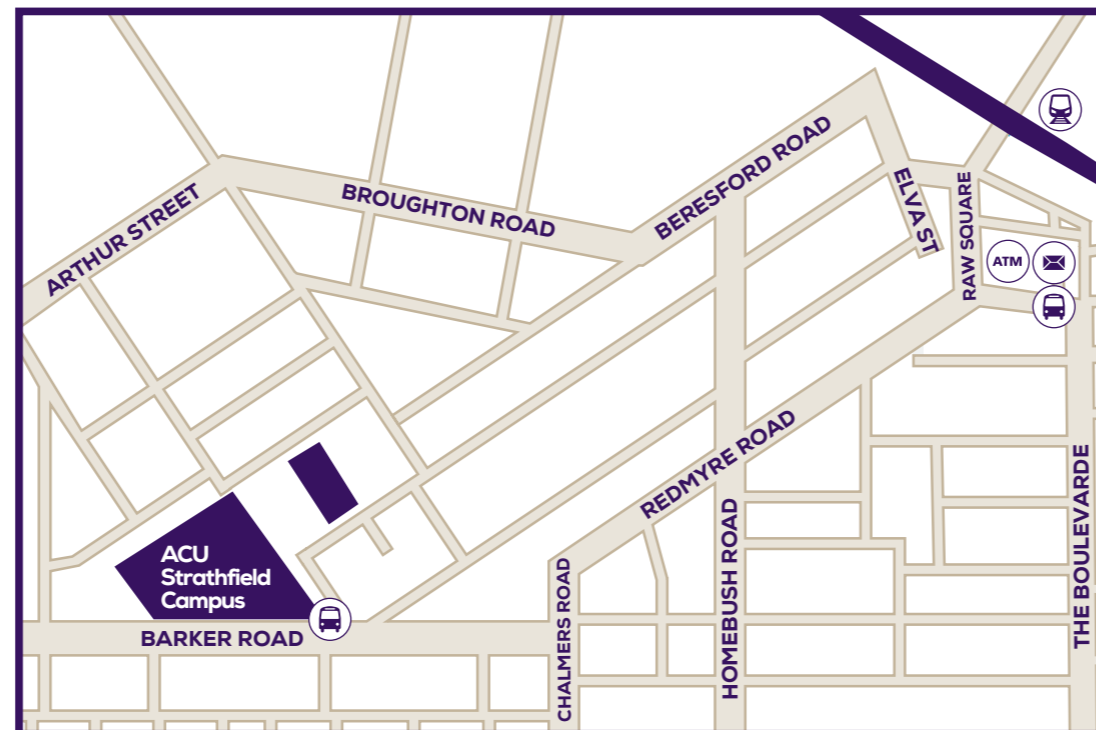 BERESFORD ROAD
BROUGHTON ROAD
ARTHUR STREET
ELVA ST
RAW SQUARE
ATM
REDMYRE ROAD
HOMEBUSH ROAD
THE BOULEVARDE
ACU
Strathfield
Campus
BARKER ROAD
CHALMERS ROAD